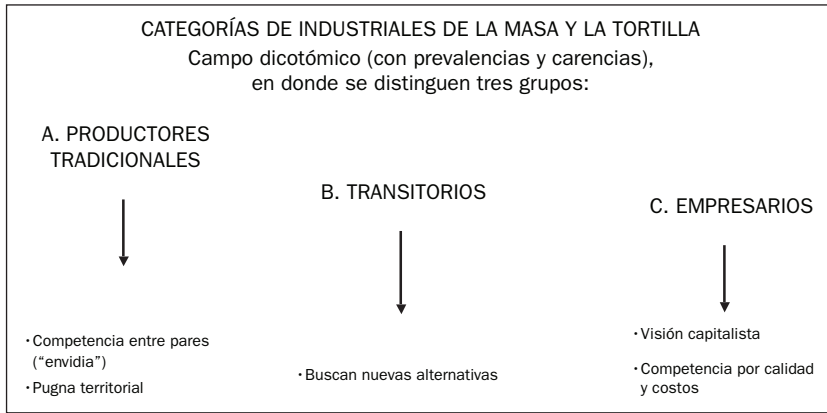 CATEGORÍAS DE INDUSTRIALES DE LA MASA Y LA TORTILLA
Campo dicotómico (con prevalencias y carencias),
en donde se distinguen tres grupos:
A. PRODUCTORES
TRADICIONALES
B. TRANSITORIOS
C. EMPRESARIOS
· Competencia entre pares
("envidia")
· Pugna territorial
· Buscan nuevas alternativas
· Visión capitalista
· Competencia por calidad
y costos